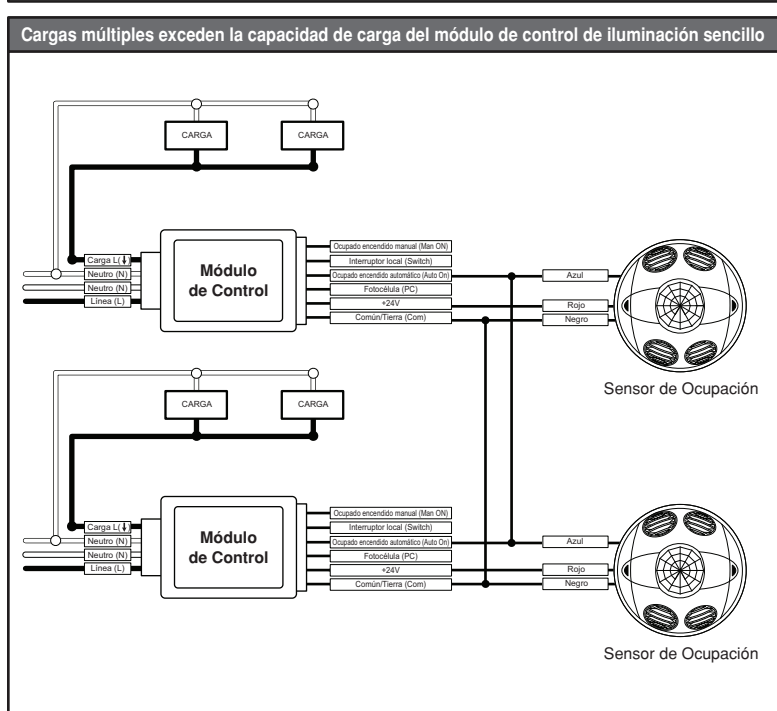 Cargas múltiples exceden la capacidad de carga del módulo de control de iluminación sencillo
CARGA
CARGA
Carga L(↓)
Neutro (N)
Neutro (N)
Línea (L)
Módulo
de Control
Ocupado encendido manual (Man ON)
Interruptor local (Switch)
Ocupado encendido automático (Auto On)
Fotocélula (PC)
+24V
Común/Tierra (Com)
Azul
Rojo
Negro
Sensor de Ocupación
CARGA
CARGA
Carga L(↓)
Neutro (N)
Neutro (N)
Línea (L)
Módulo
de Control
Ocupado encendido manual (Man ON)
Interruptor local (Switch)
Ocupado encendido automático (Auto On)
Fotocélula (PC)
+24V
Común/Tierra (Com)
Azul
Rojo
Negro
Sensor de Ocupación